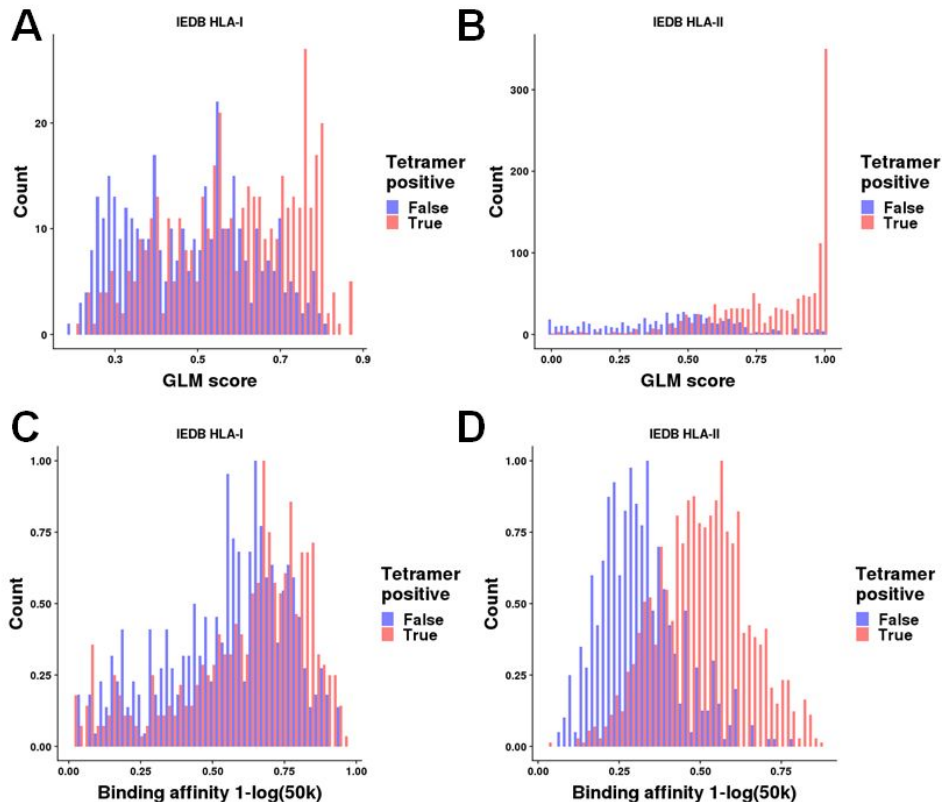 A
IEDB HLA-I
20
10
0
Count
0.3 0.5 0.7 0.9
GLM score
Tetramer
positive
False
True
B
IEDB HLA-II
300
200
100
0
Count
0.00 0.25 0.50 0.75 1.00
GLM score
Tetramer
positive
False
True
C
IEDB HLA-I
1.00
0.75
0.50
0.25
0.00
Count
0.00 0.25 0.50 0.75 1.00
Binding affinity 1-log(50k)
Tetramer
positive
False
True
D
IEDB HLA-II
1.00
0.75
0.50
0.25
0.00
Count
0.00 0.25 0.50 0.75
Binding affinity 1-log(50k)
Tetramer
positive
False
True